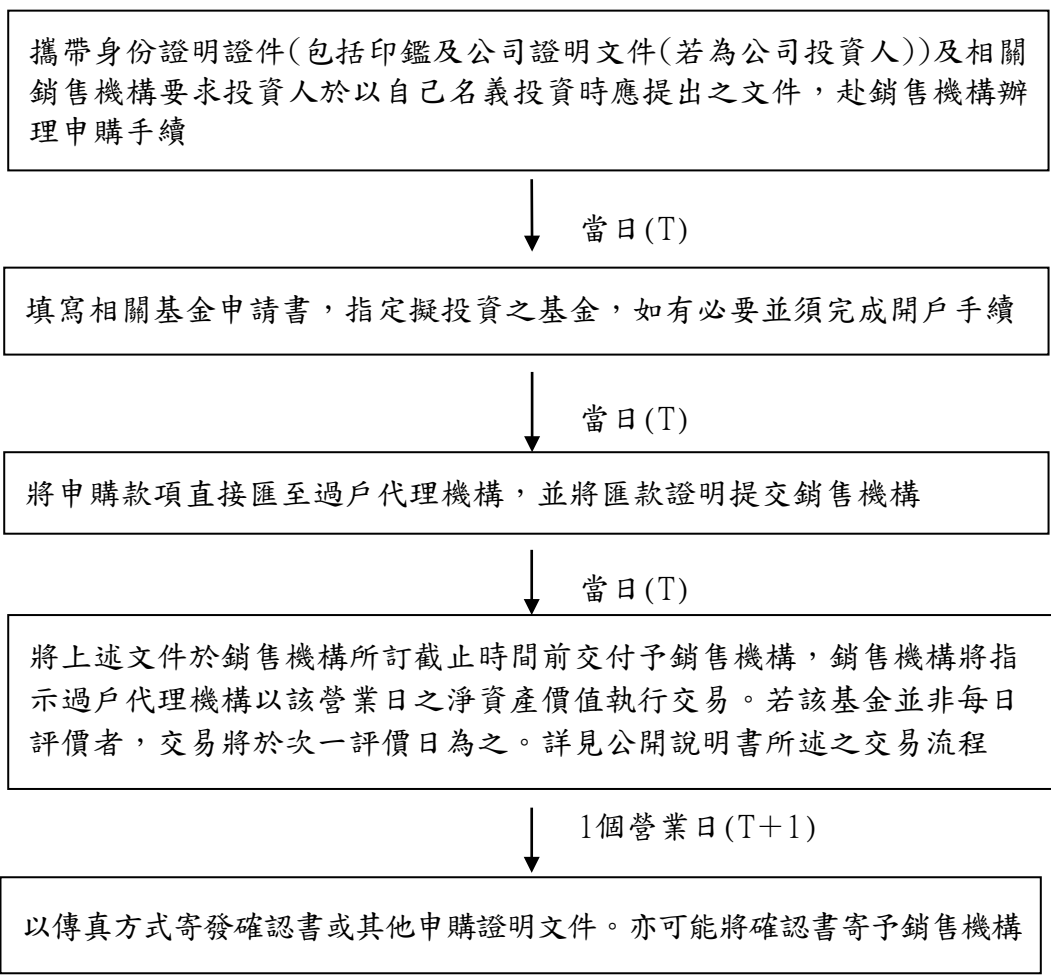 攜帶身份證明證件(包括印鑑及公司證明文件(若為公司投資人))及相關
銷售機構要求投資人於以自己名義投資時應提出之文件，赴銷售機構辦
理申購手續
當日(T)
填寫相關基金申請書，指定擬投資之基金，如有必要並須完成開戶手續
當日(T)
將申購款項直接匯至過戶代理機構，並將匯款證明提交銷售機構
當日(T)
將上述文件於銷售機構所訂截止時間前交付予銷售機構，銷售機構將指
示過戶代理機構以該營業日之淨資產價值執行交易。若該基金並非每日
評價者，交易將於次一評價日為之。詳見公開說明書所述之交易流程
1個營業日(T＋1)
以傳真方式寄發確認書或其他申購證明文件。亦可能將確認書寄予銷售機構